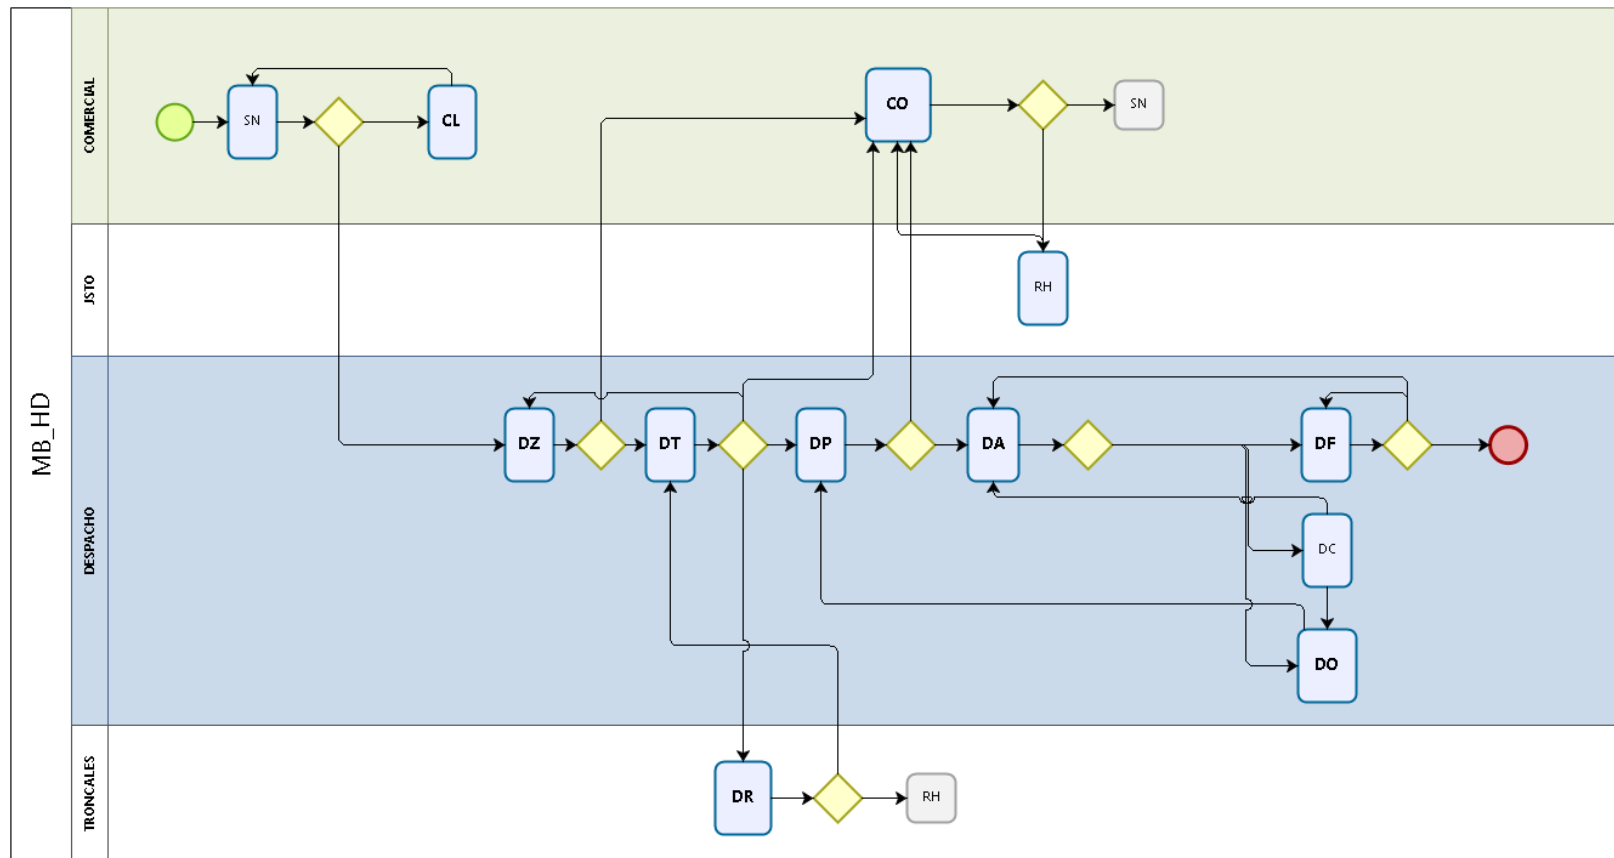 MB_HD
COMERCIAL
SN
CL
CO
SN
JSTO
RH
DESPACHO
DZ
DT
DP
DA
DF
DC
DO
TRONCALES
DR
RH